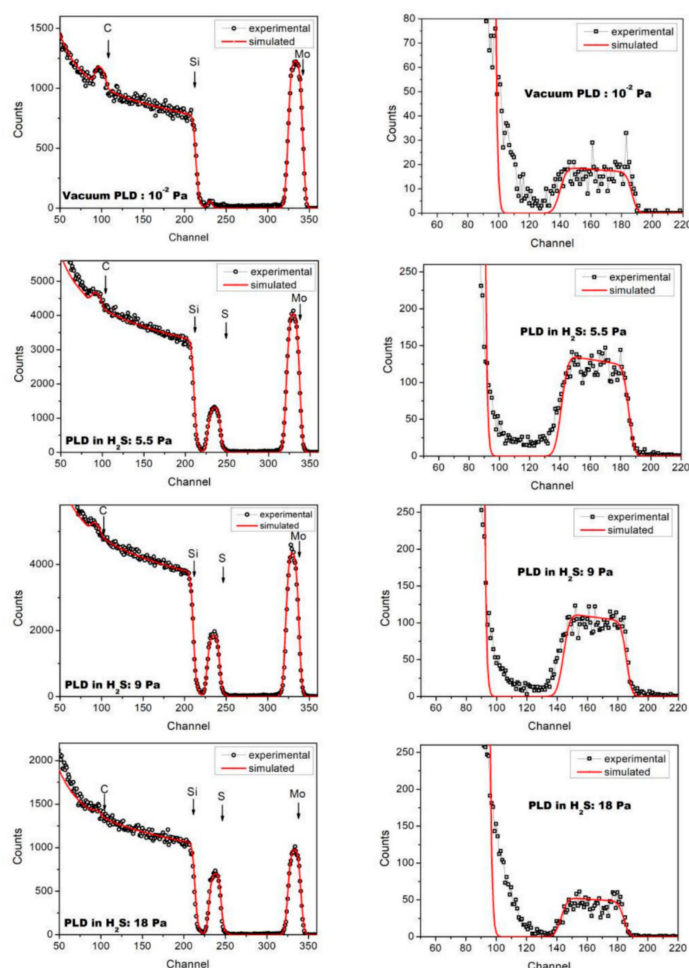 1500
1000
500
0
Counts
C
Si
Mo
experimental
simulated
Vacuum PLD : 10⁻² Pa
50 100 150 200 250 300 350
Channel
80
70
60
50
40
30
20
10
0
Counts
experimental
simulated
Vacuum PLD : 10⁻² Pa
60 80 100 120 140 160 180 200 220
Channel
5000
4000
3000
2000
1000
0
Counts
C
Si
S
Mo
experimental
simulated
PLD in H₂S: 5.5 Pa
50 100 150 200 250 300 350
Channel
250
200
150
100
50
0
Counts
experimental
simulated
PLD in H₂S: 5.5 Pa
60 80 100 120 140 160 180 200 220
Channel
4000
2000
0
Counts
C
Si
S
Mo
experimental
simulated
PLD in H₂S: 9 Pa
50 100 150 200 250 300 350
Channel
250
200
150
100
50
0
Counts
experimental
simulated
PLD in H₂S: 9 Pa
60 80 100 120 140 160 180 200 220
Channel
2000
1500
1000
500
0
Counts
C
Si
S
Mo
experimental
simulated
PLD in H₂S: 18 Pa
50 100 150 200 250 300 350
Channel
250
200
150
100
50
0
Counts
experimental
simulated
PLD in H₂S: 18 Pa
60 80 100 120 140 160 180 200 220
Channel